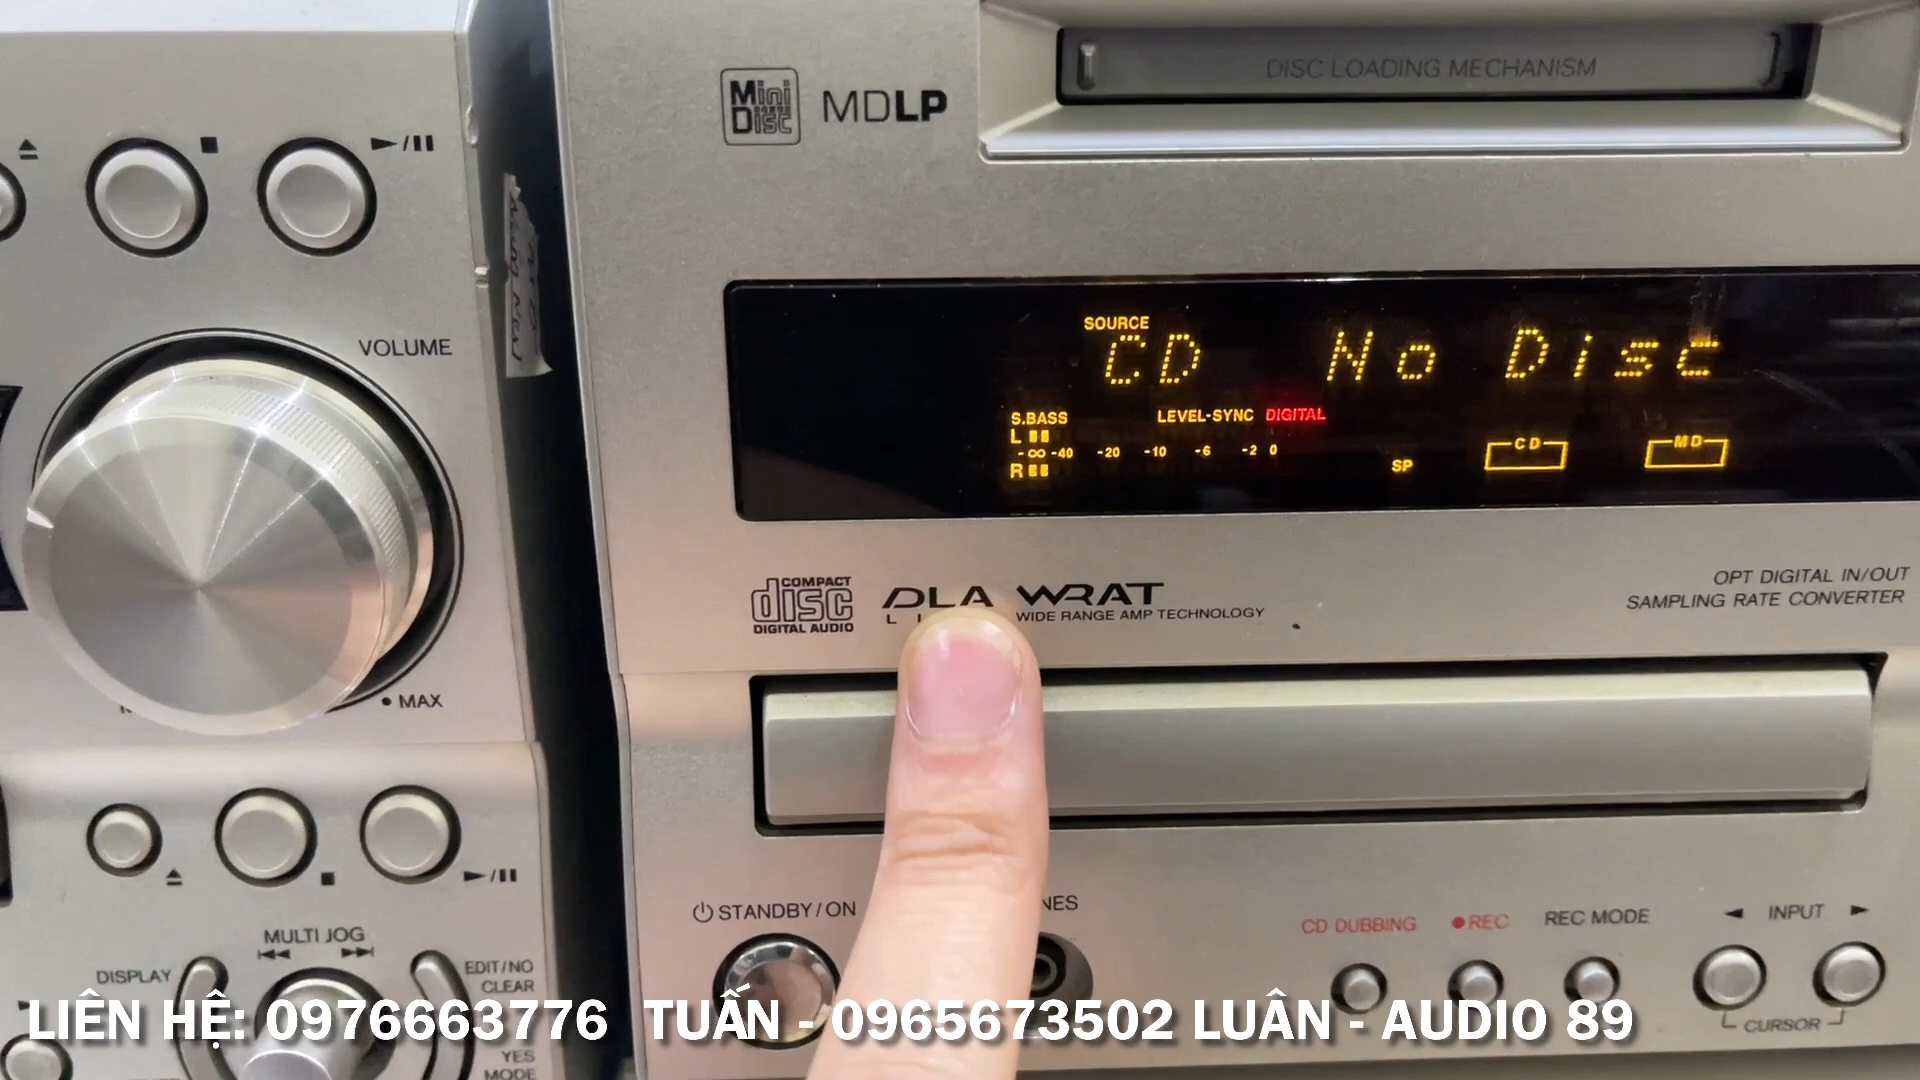 Mini Disc
MDLP
DISC LOADING MECHANISM
VOLUME
MAX
SOURCE
CD No Disc
S.BASS
LEVEL-SYNC DIGITAL
L
-∞ -40 -20 -10 -6 -2 0
R
SP
CD
MD
COMPACT
disc
DIGITAL AUDIO
DLA
WRAT
WIDE RANGE AMP TECHNOLOGY
OPT DIGITAL IN/OUT
SAMPLING RATE CONVERTER
STANDBY/ON
NES
CD DUBBING
REC
REC MODE
INPUT
CURSOR
MULTI JOG
DISPLAY
EDIT/NO
CLEAR
YES
MODE
LIÊN HỆ: 0976663776 TUẤN - 0965673502 LUÂN - AUDIO 89